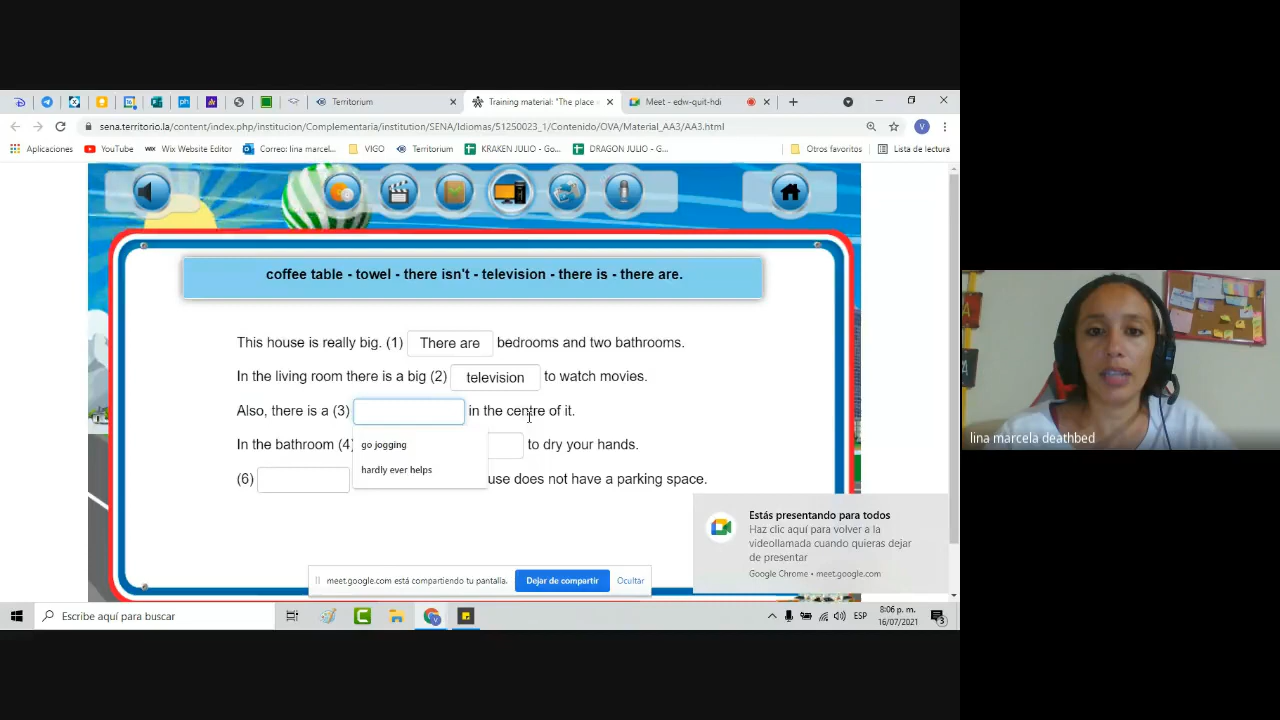 Territorium
Training material: "The place
Meet - edw-quit-hdi
sena.territorio.la/content/index.php/institucion/Complementaria/institution/SENA/Idiomas/51250023_1/Contenido/OVA/Material_AA3/AA3.html
V
Aplicaciones
YouTube
WIX Wix Website Editor
Correo: lina marcel...
VIGO
Territorium
KRAKEN JULIO - Go...
DRAGON JULIO - G...
Otros favoritos
Lista de lectura
coffee table - towel - there isn't - television - there is - there are.
This house is really big. (1) There are bedrooms and two bathrooms.
In the living room there is a big (2) television to watch movies.
Also, there is a (3) in the centre of it.
In the bathroom (4) to dry your hands.
go jogging
hardly ever helps
(6) use does not have a parking space.
Estás presentando para todos
Haz clic aquí para volver a la
videollamada cuando quieras dejar
de presentar
Google Chrome • meet.google.com
meet.google.com está compartiendo tu pantalla.
Dejar de compartir
Ocultar
Escribe aquí para buscar
ESP
8:06 p. m.
16/07/2021
3
lina marcela deathbed